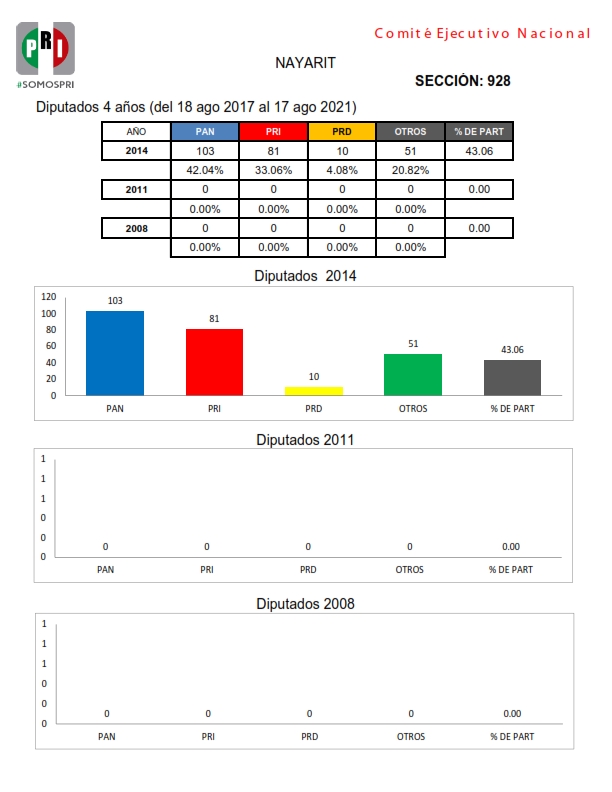 Comité Ejecutivo Nacional
PRI
#SOMOSPRI
NAYARIT
SECCIÓN: 928
Diputados 4 años (del 18 ago 2017 al 17 ago 2021)
AÑO PAN PRI PRD OTROS % DE PART
2014 103 81 10 51 43.06
42.04% 33.06% 4.08% 20.82%
2011 0 0 0 0 0.00
0.00% 0.00% 0.00% 0.00%
2008 0 0 0 0 0.00
0.00% 0.00% 0.00% 0.00%
Diputados 2014
120
100
80
60
40
20
0
103 81 10 51 43.06
PAN PRI PRD OTROS % DE PART
Diputados 2011
1
1
1
0
0
0
0 0 0 0 0.00
PAN PRI PRD OTROS % DE PART
Diputados 2008
1
1
1
0
0
0
0 0 0 0 0.00
PAN PRI PRD OTROS % DE PART